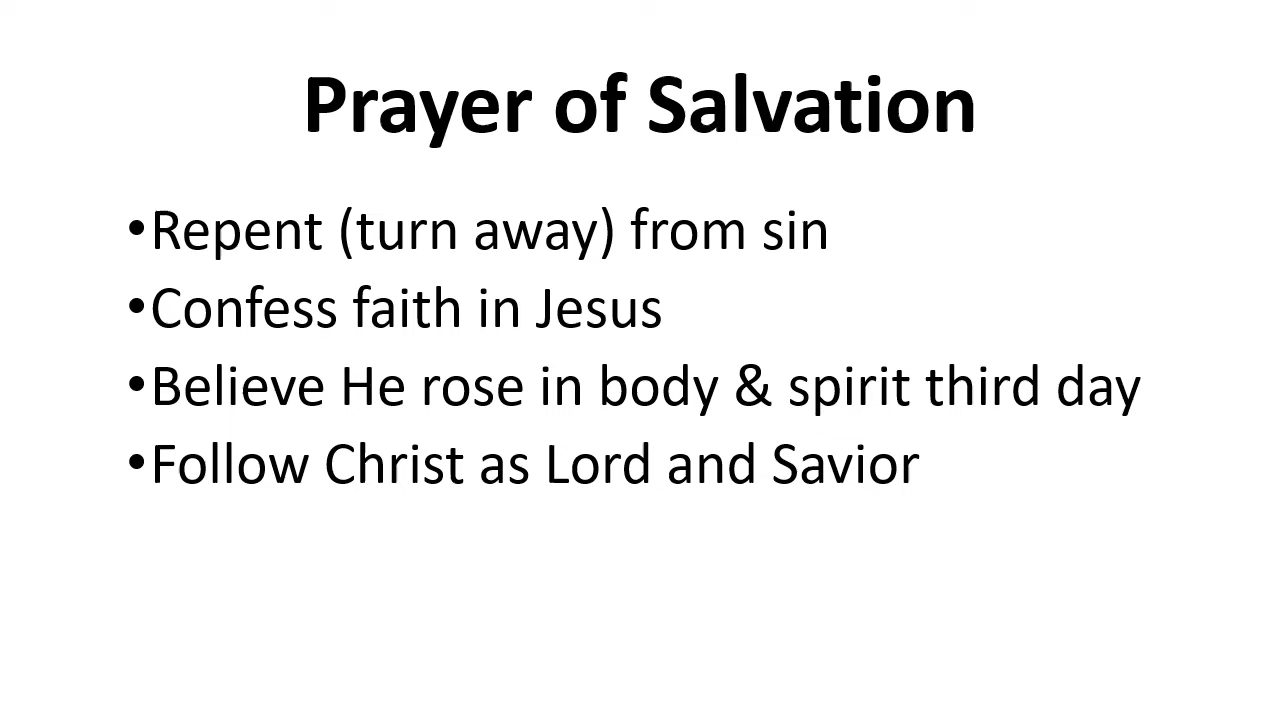 Prayer of Salvation
•Repent (turn away) from sin
•Confess faith in Jesus
•Believe He rose in body & spirit third day
•Follow Christ as Lord and Savior